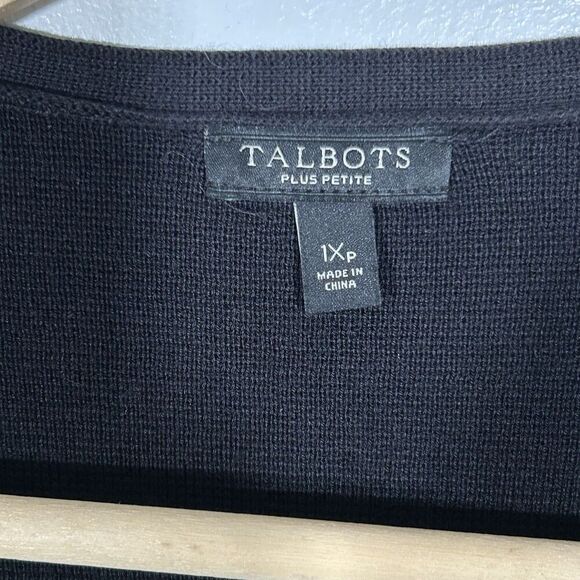 TALBOTS
PLUS PETITE
1XP
MADE IN
CHINA